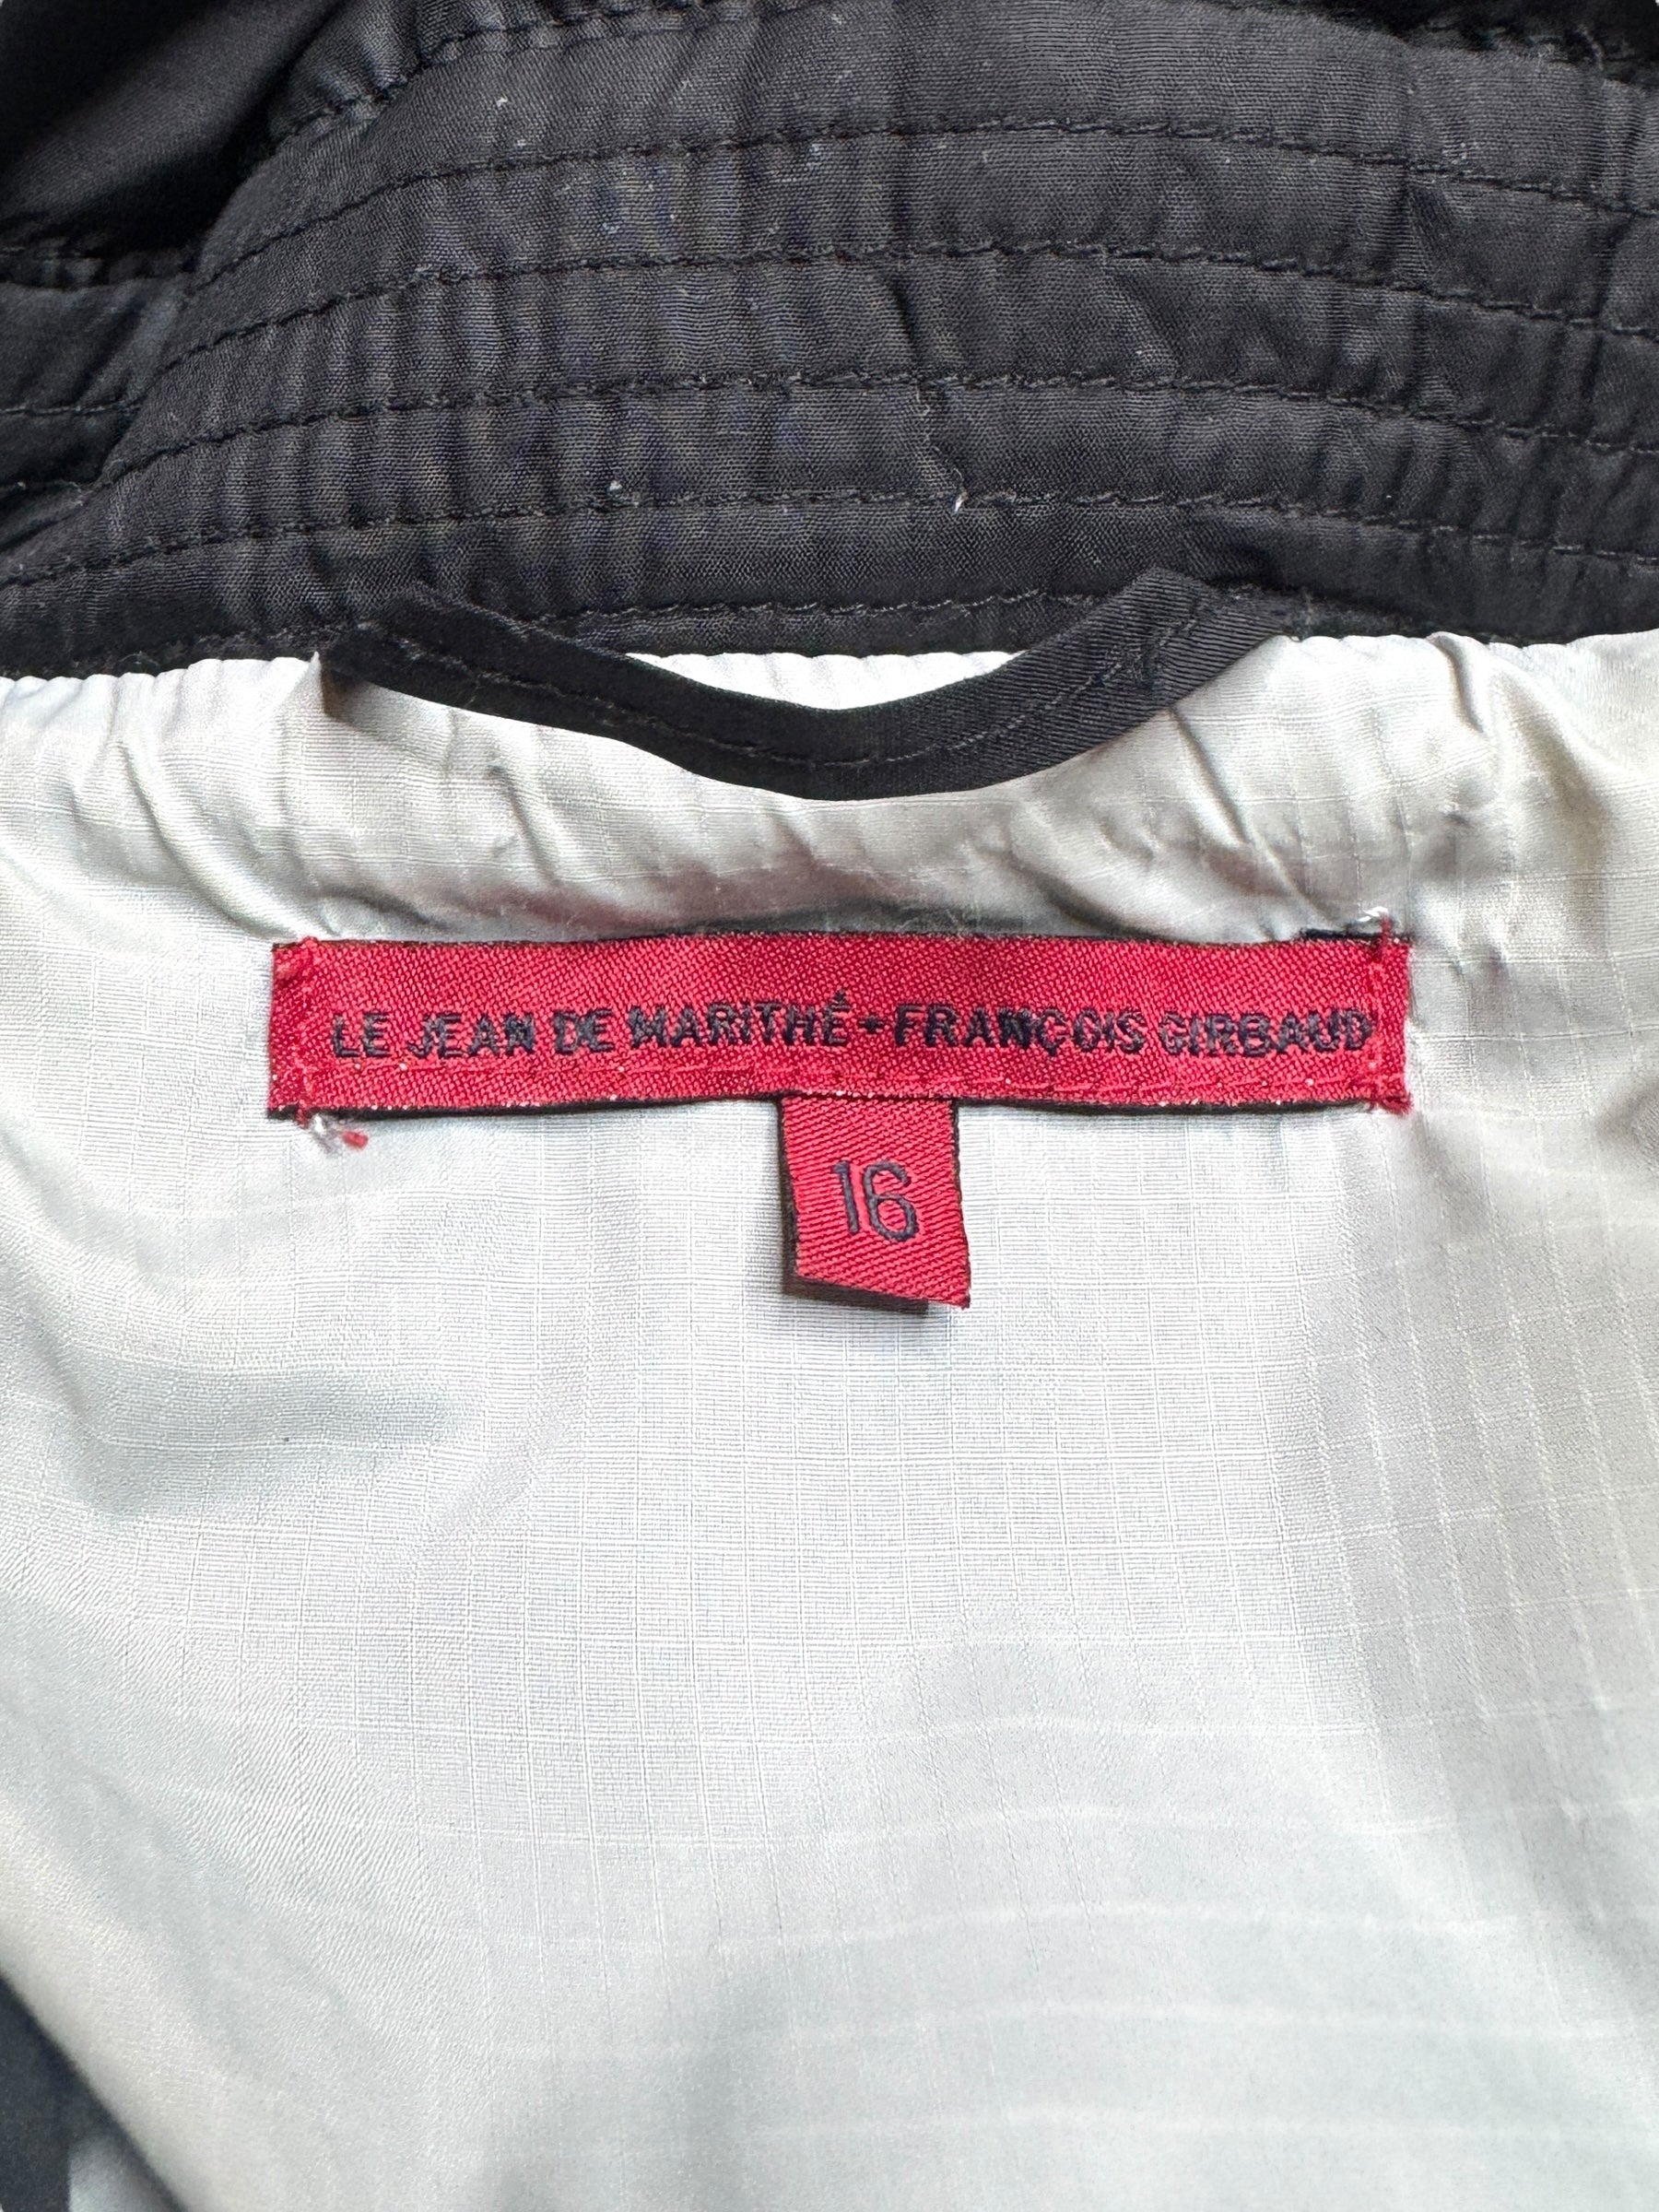 LE JEAN DE MARITHÉ+FRANÇOIS GIRBAUD
16